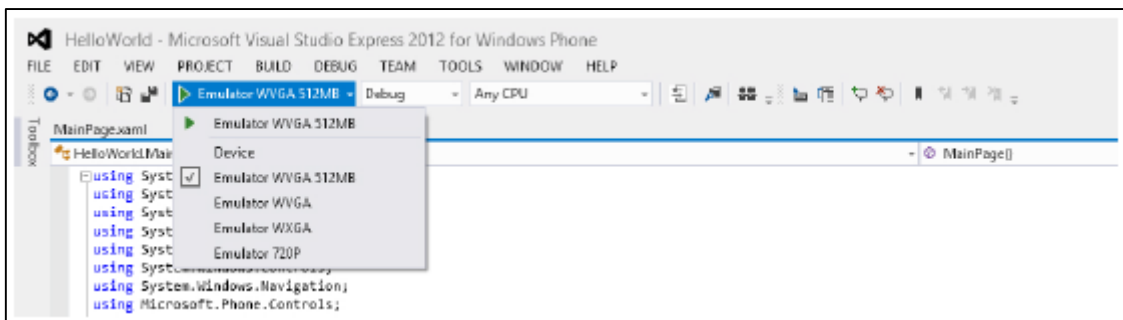 HelloWorld - Microsoft Visual Studio Express 2012 for Windows Phone
FILE EDIT VIEW PROJECT BUILD DEBUG TEAM TOOLS WINDOW HELP
Emulator WVGA 512MB Debug Any CPU
Toolbox
MainPage.xaml
Emulator WVGA 512MB
HelloWorld.Mai
Device
MainPage()
using Syst
Emulator WVGA 512MB
using Syst
using Syst
Emulator WVGA
using Syst
Emulator WXGA
using Syst
Emulator 720P
using System.Windows.Controls;
using System.Windows.Navigation;
using Microsoft.Phone.Controls;